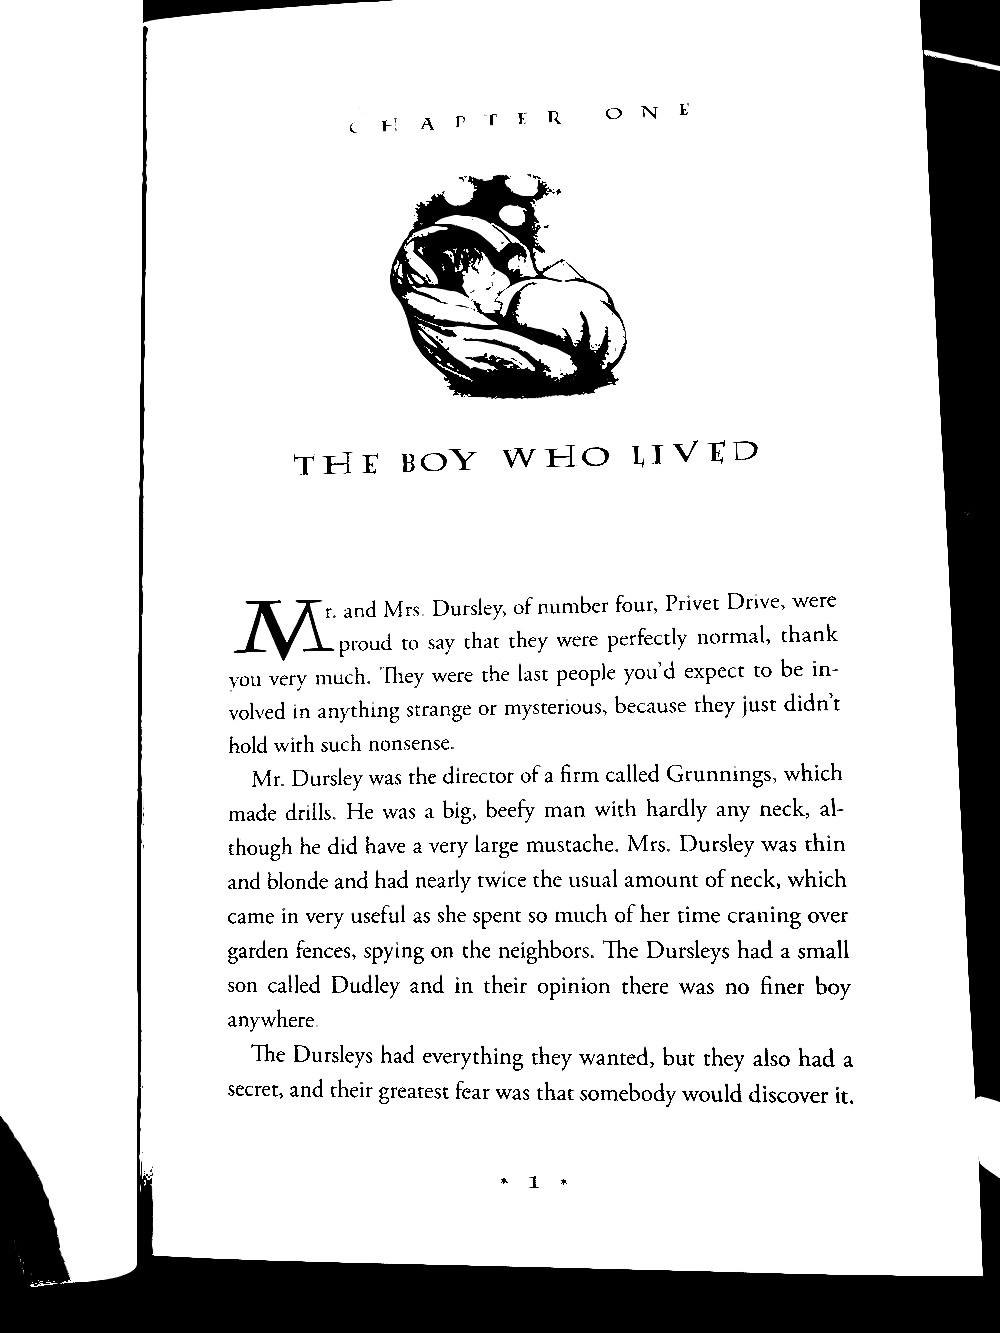 CHAPTER ONE
THE BOY WHO LIVED
Mr. and Mrs. Dursley, of number four, Privet Drive, were
proud to say that they were perfectly normal, thank
you very much. They were the last people you'd expect to be in-
volved in anything strange or mysterious, because they just didn't
hold with such nonsense.
Mr. Dursley was the director of a firm called Grunnings, which
made drills. He was a big, beefy man with hardly any neck, al-
though he did have a very large mustache. Mrs. Dursley was thin
and blonde and had nearly twice the usual amount of neck, which
came in very useful as she spent so much of her time craning over
garden fences, spying on the neighbors. The Dursleys had a small
son called Dudley and in their opinion there was no finer boy
anywhere.
The Dursleys had everything they wanted, but they also had a
secret, and their greatest fear was that somebody would discover it.
* 1 *